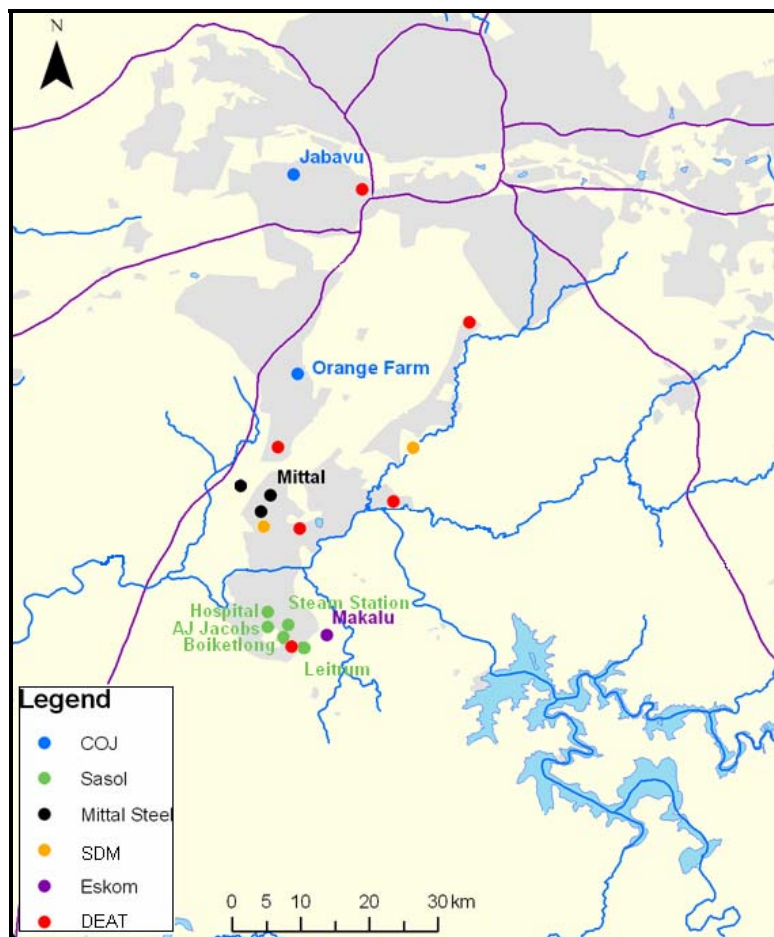 N
Jabavu
Orange Farm
Mittal
Hospital
Steam Station
AJ Jacobs
Makalu
Boiketlong
Leitrum
Legend
COJ
Sasol
Mittal Steel
SDM
Eskom
DEAT
0 5 10 20 30 km